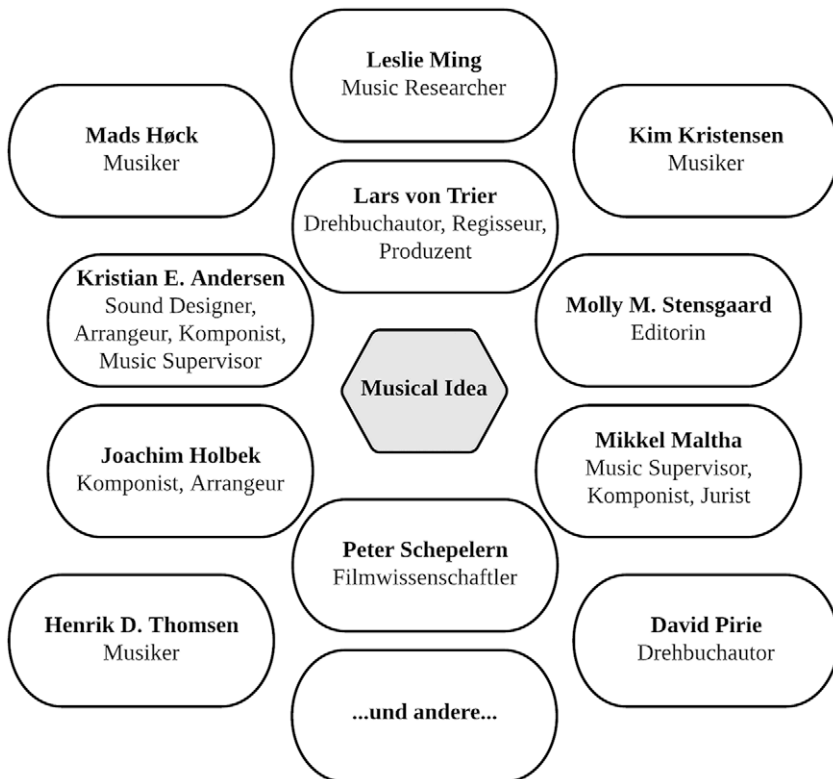 Leslie Ming
Music Researcher
Mads Høck
Musiker
Kim Kristensen
Musiker
Lars von Trier
Drehbuchautor, Regisseur,
Produzent
Kristian E. Andersen
Sound Designer,
Arrangeur, Komponist,
Music Supervisor
Molly M. Stensgaard
Editorin
Musical Idea
Joachim Holbek
Komponist, Arrangeur
Mikkel Maltha
Music Supervisor,
Komponist, Jurist
Peter Schepelern
Filmwissenschaftler
Henrik D. Thomsen
Musiker
David Pirie
Drehbuchautor
...und andere...